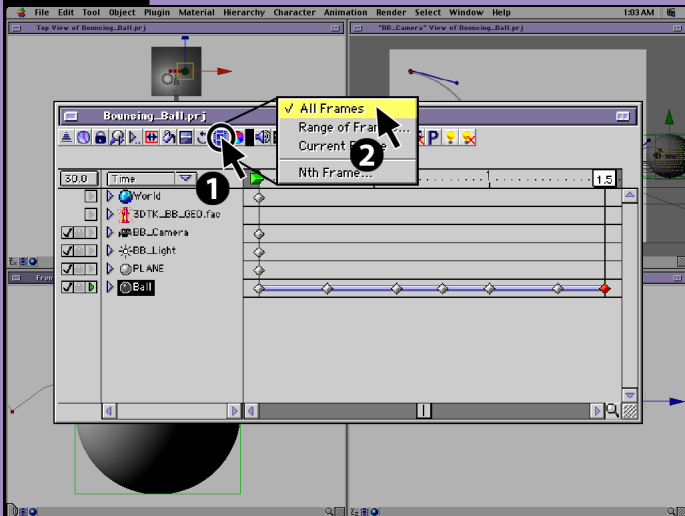 File Edit Tool Object Plugin Material Hierarchy Character Animation Render Select Window Help 1:03 AM
Top View of Bouncing_Ball.prj
"BB_Camera" View of Bouncing_Ball.prj
Bouncing_Ball.prj
✓ All Frames
Range of Frames...
Current
Nth Frame...
1
2
P
30.0 Time 1.5
World
3DTK_BB_GEO.fac
BB_Camera
BB_Light
PLANE
Ball
Fron